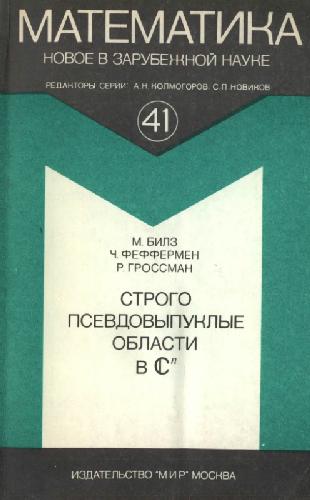 МАТЕМАТИКА
НОВОЕ В ЗАРУБЕЖНОЙ НАУКЕ
РЕДАКТОРЫ СЕРИИ: А.Н. КОЛМОГОРОВ, С.П. НОВИКОВ
41
М. БИЛЗ
Ч. ФЕФФЕРМЕН
Р. ГРОССМАН
СТРОГО
ПСЕВДОВЫПУКЛЫЕ
ОБЛАСТИ
В ℂⁿ
ИЗДАТЕЛЬСТВО "МИР" МОСКВА